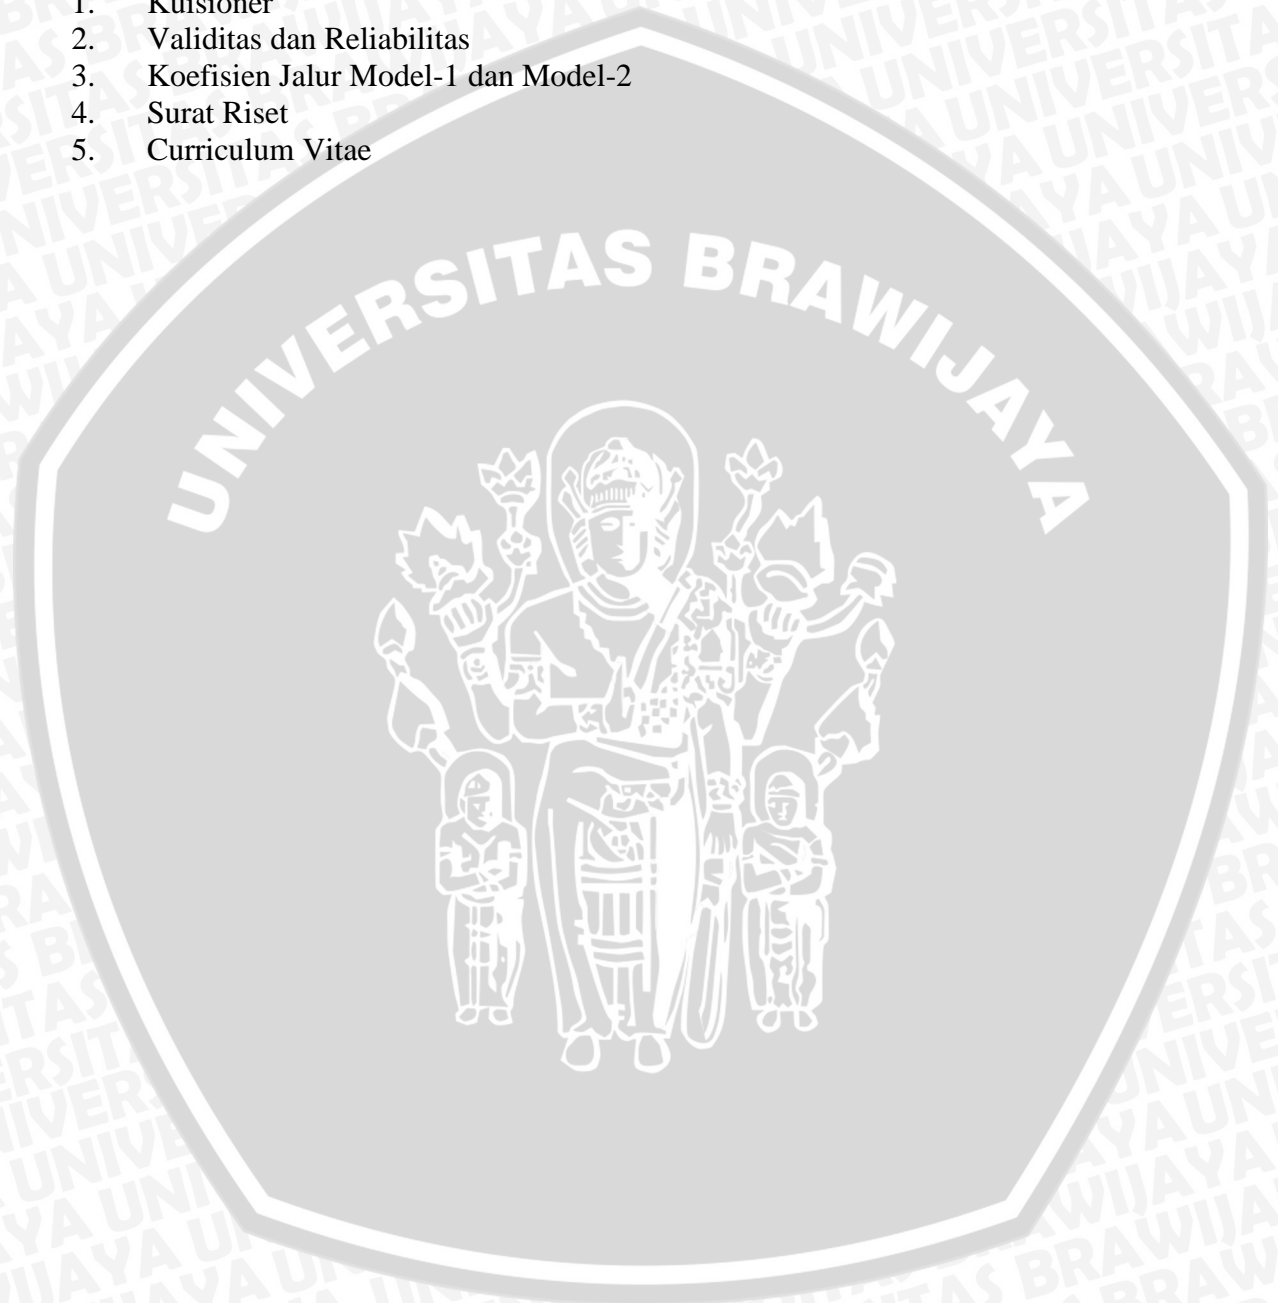 1. Kuisioner
2. Validitas dan Reliabilitas
3. Koefisien Jalur Model-1 dan Model-2
4. Surat Riset
5. Curriculum Vitae
UNIVERSITAS BRAWIJAYA